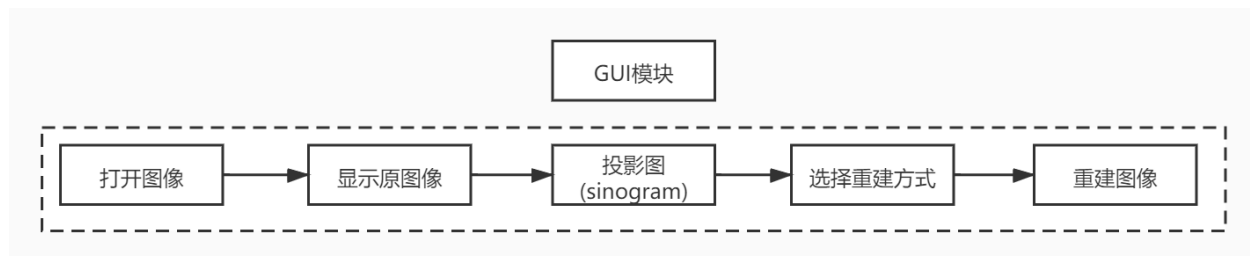 GUI模块
打开图像
显示原图像
投影图
(sinogram)
选择重建方式
重建图像